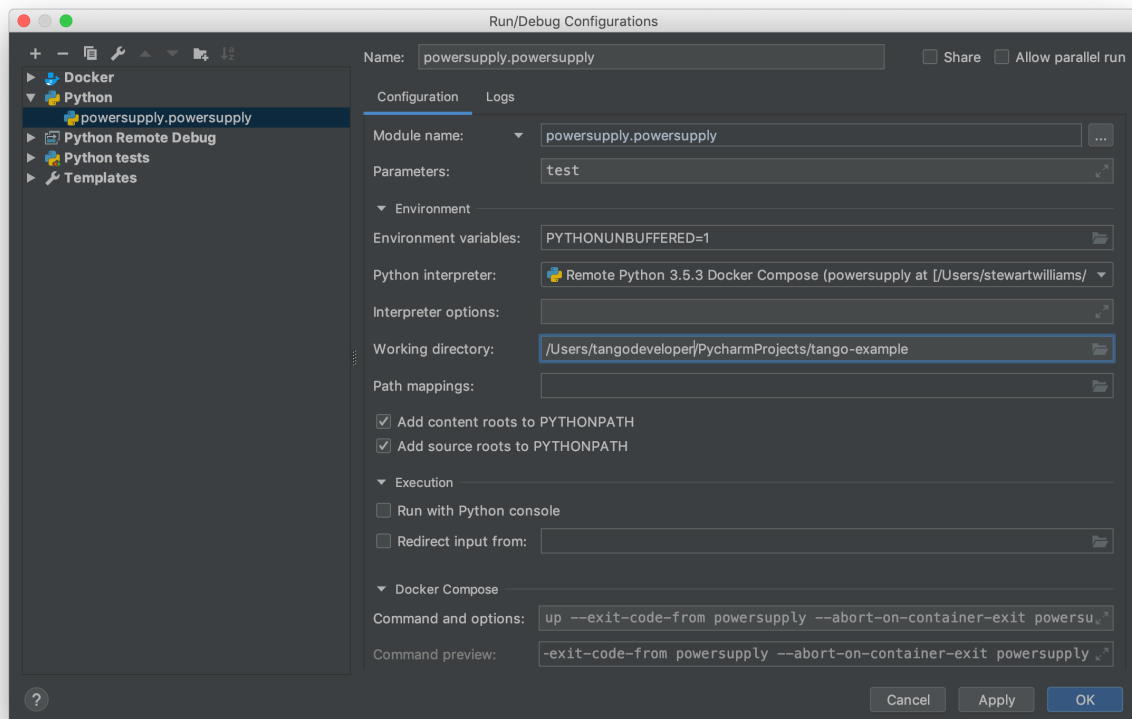 Run/Debug Configurations
Name: powersupply.powersupply Share Allow parallel run
Docker
Python
powersupply.powersupply
Python Remote Debug
Python tests
Templates
Configuration Logs
Module name: powersupply.powersupply ...
Parameters: test
Environment
Environment variables: PYTHONUNBUFFERED=1
Python interpreter: Remote Python 3.5.3 Docker Compose (powersupply at [/Users/stewartwilliams/
Interpreter options:
Working directory: /Users/tangodeveloper/PycharmProjects/tango-example
Path mappings:
Add content roots to PYTHONPATH
Add source roots to PYTHONPATH
Execution
Run with Python console
Redirect input from:
Docker Compose
Command and options: up --exit-code-from powersupply --abort-on-container-exit powersu
Command preview: -exit-code-from powersupply --abort-on-container-exit powersupply
? Cancel Apply OK